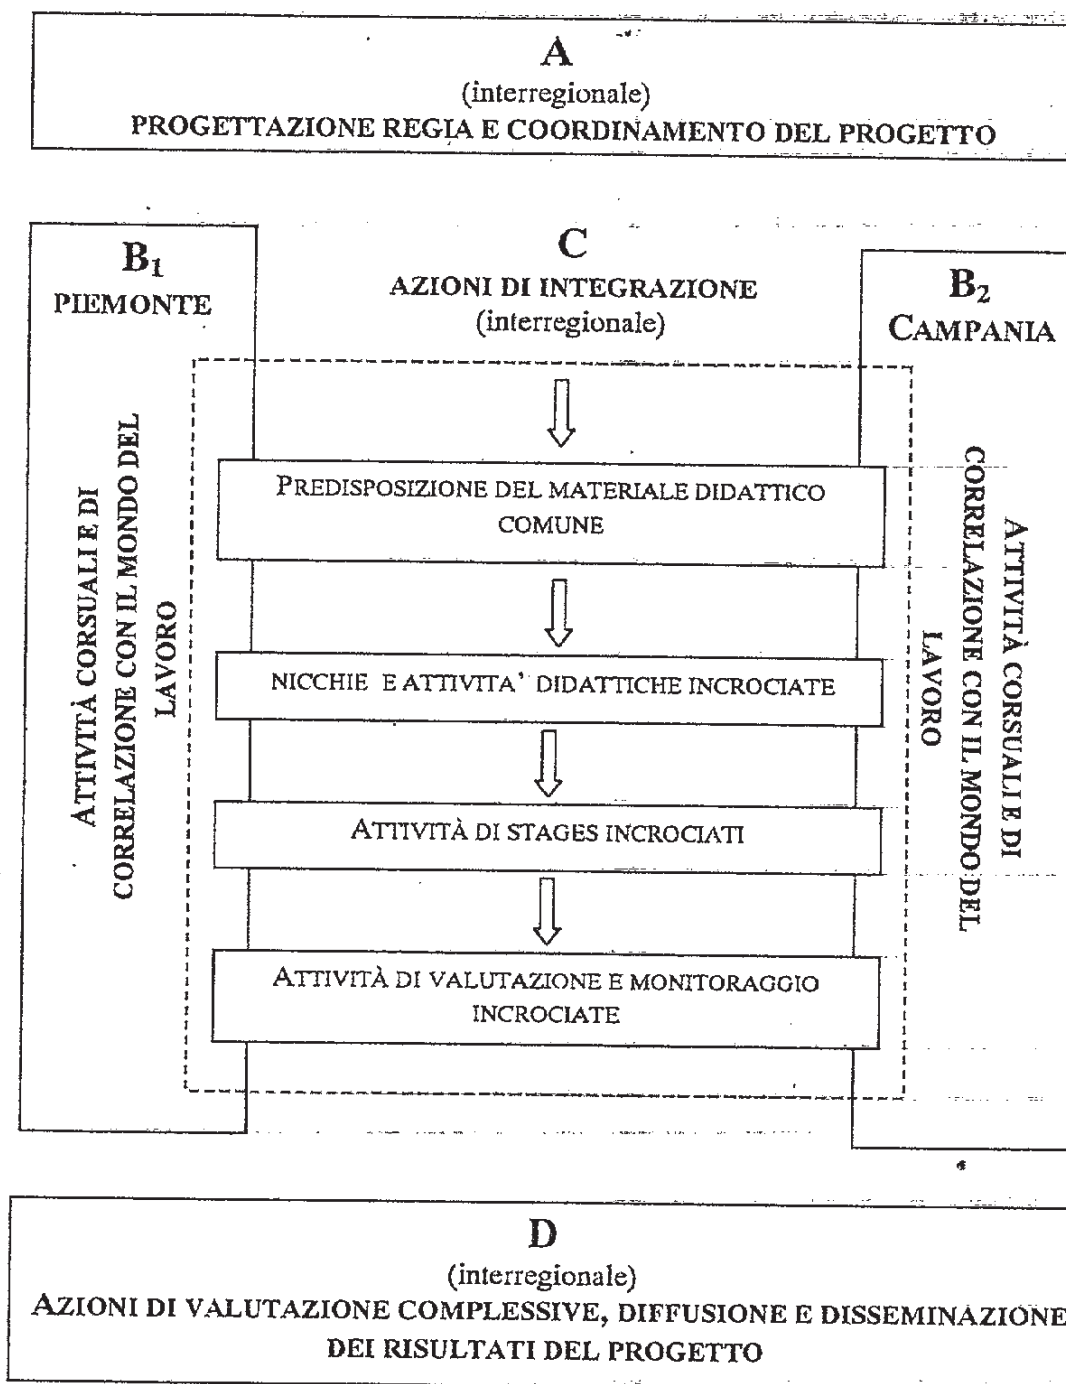 A
(interregionale)
PROGETTAZIONE REGIA E COORDINAMENTO DEL PROGETTO
B1
PIEMONTE
ATTIVITÀ CORSUALI E DI
CORRELAZIONE CON IL MONDO DEL
LAVORO
C
AZIONI DI INTEGRAZIONE
(interregionale)
PREDISPOSIZIONE DEL MATERIALE DIDATTICO
COMUNE
NICCHIE E ATTIVITA' DIDATTICHE INCROCIATE
ATTIVITÀ DI STAGES INCROCIATI
ATTIVITÀ DI VALUTAZIONE E MONITORAGGIO
INCROCIATE
B2
CAMPANIA
ATTIVITÀ CORSUALI E DI
CORRELAZIONE CON IL MONDO DEL
LAVORO
D
(interregionale)
AZIONI DI VALUTAZIONE COMPLESSIVE, DIFFUSIONE E DISSEMINAZIONE
DEI RISULTATI DEL PROGETTO